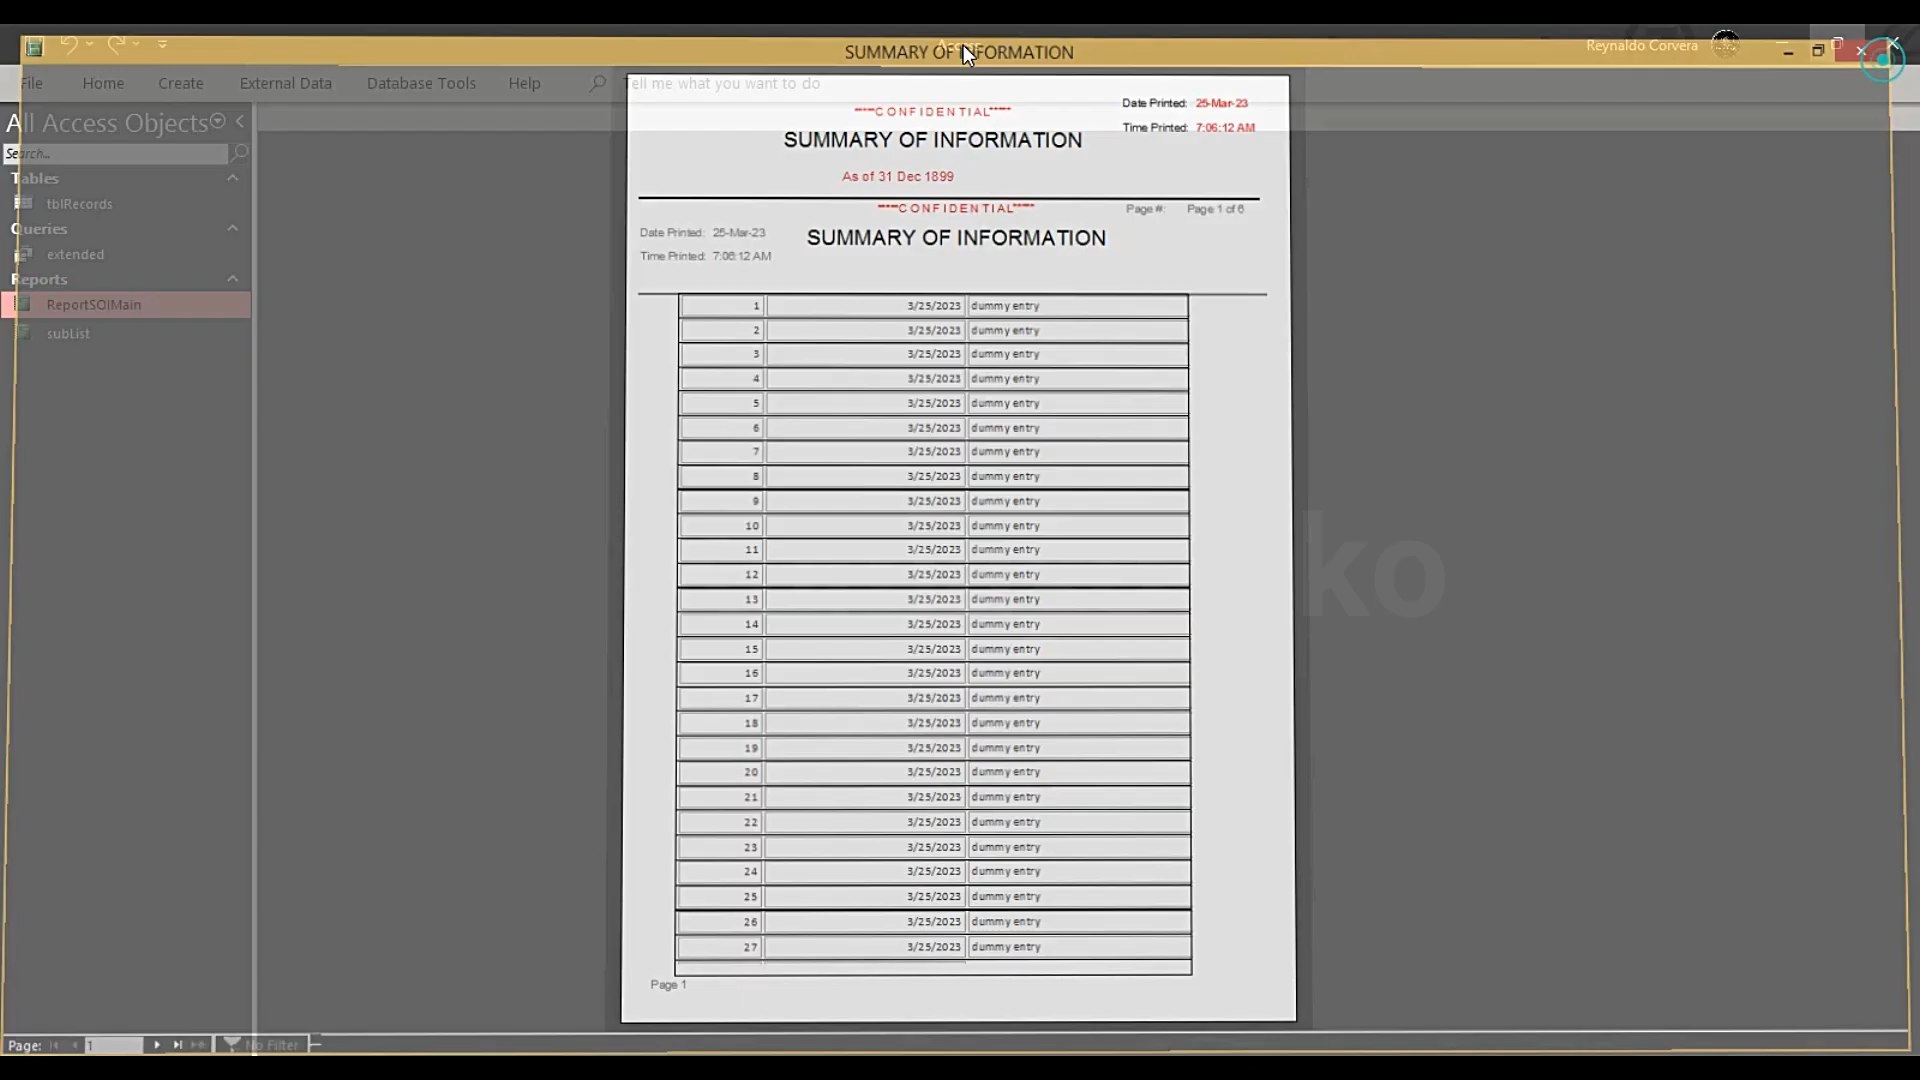 SUMMARY OF INFORMATION
Reynaldo Corvera
File Home Create External Data Database Tools Help Tell me what you want to do
All Access Objects
Search...
Tables
tblRecords
Queries
extended
Reports
ReportSOIMain
subList
****CONFIDENTIAL****
Date Printed: 25-Mar-23
Time Printed: 7:06:12 AM
SUMMARY OF INFORMATION
As of 31 Dec 1899
****CONFIDENTIAL****
Page #: Page 1 of 6
Date Printed: 25-Mar-23
SUMMARY OF INFORMATION
Time Printed: 7:06:12 AM
1 3/25/2023 dummy entry
2 3/25/2023 dummy entry
3 3/25/2023 dummy entry
4 3/25/2023 dummy entry
5 3/25/2023 dummy entry
6 3/25/2023 dummy entry
7 3/25/2023 dummy entry
8 3/25/2023 dummy entry
9 3/25/2023 dummy entry
10 3/25/2023 dummy entry
11 3/25/2023 dummy entry
12 3/25/2023 dummy entry
13 3/25/2023 dummy entry
14 3/25/2023 dummy entry
15 3/25/2023 dummy entry
16 3/25/2023 dummy entry
17 3/25/2023 dummy entry
18 3/25/2023 dummy entry
19 3/25/2023 dummy entry
20 3/25/2023 dummy entry
21 3/25/2023 dummy entry
22 3/25/2023 dummy entry
23 3/25/2023 dummy entry
24 3/25/2023 dummy entry
25 3/25/2023 dummy entry
26 3/25/2023 dummy entry
27 3/25/2023 dummy entry
Page 1
ko
Page: 1 No Filter